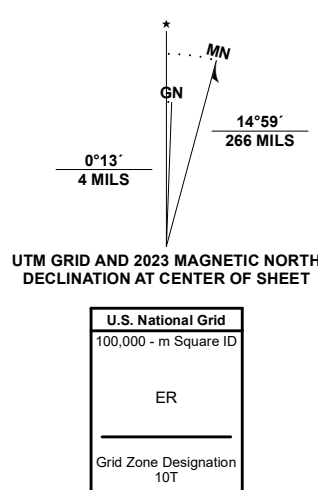 ★
MN
GN
14°59´
266 MILS
0°13´
4 MILS
UTM GRID AND 2023 MAGNETIC NORTH
DECLINATION AT CENTER OF SHEET
U.S. National Grid
100,000 - m Square ID
ER
Grid Zone Designation
10T